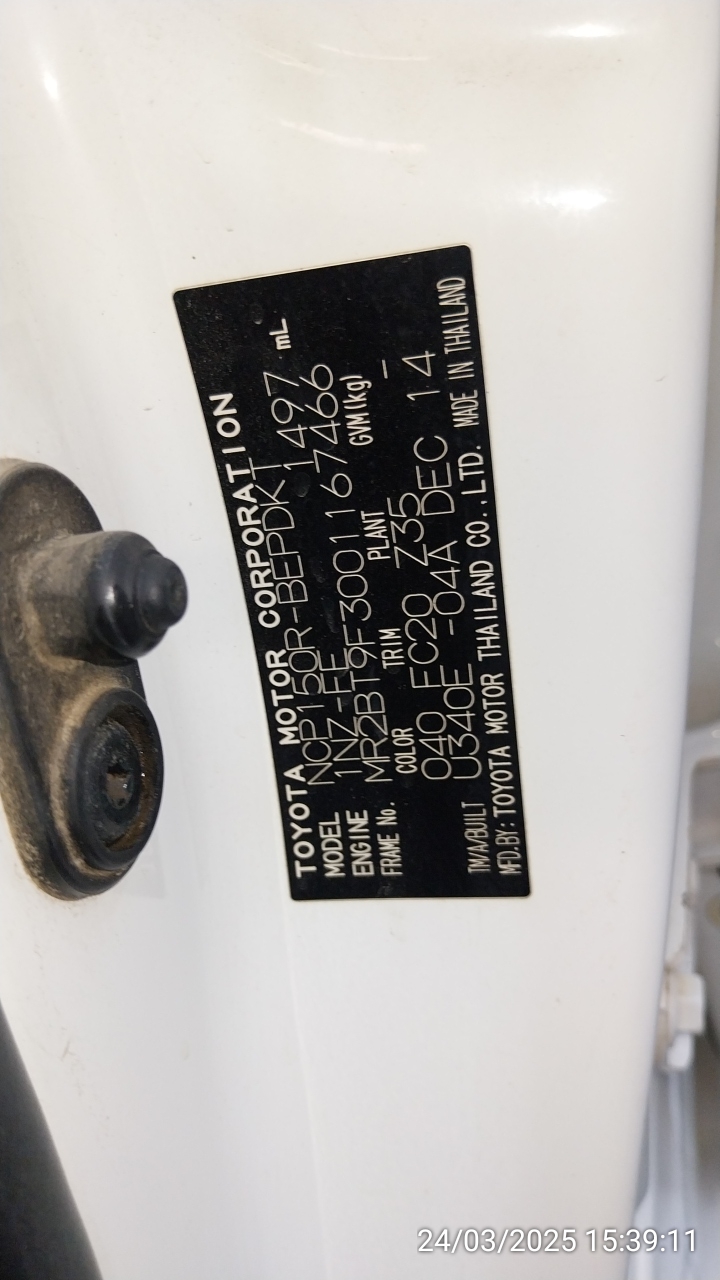 TOYOTA MOTOR CORPORATION
MODEL NCP150R-BEPDKT
ENGINE 1NZ-FE 1497 mL
FRAME No. MR2BT9F3001167466
COLOR TRIM PLANT GVM(kg)
040 FC20 Z35 -
TM/A/BUILT U340E -04A DEC 14
MFD.BY: TOYOTA MOTOR THAILAND CO.,LTD. MADE IN THAILAND
24/03/2025 15:39:11